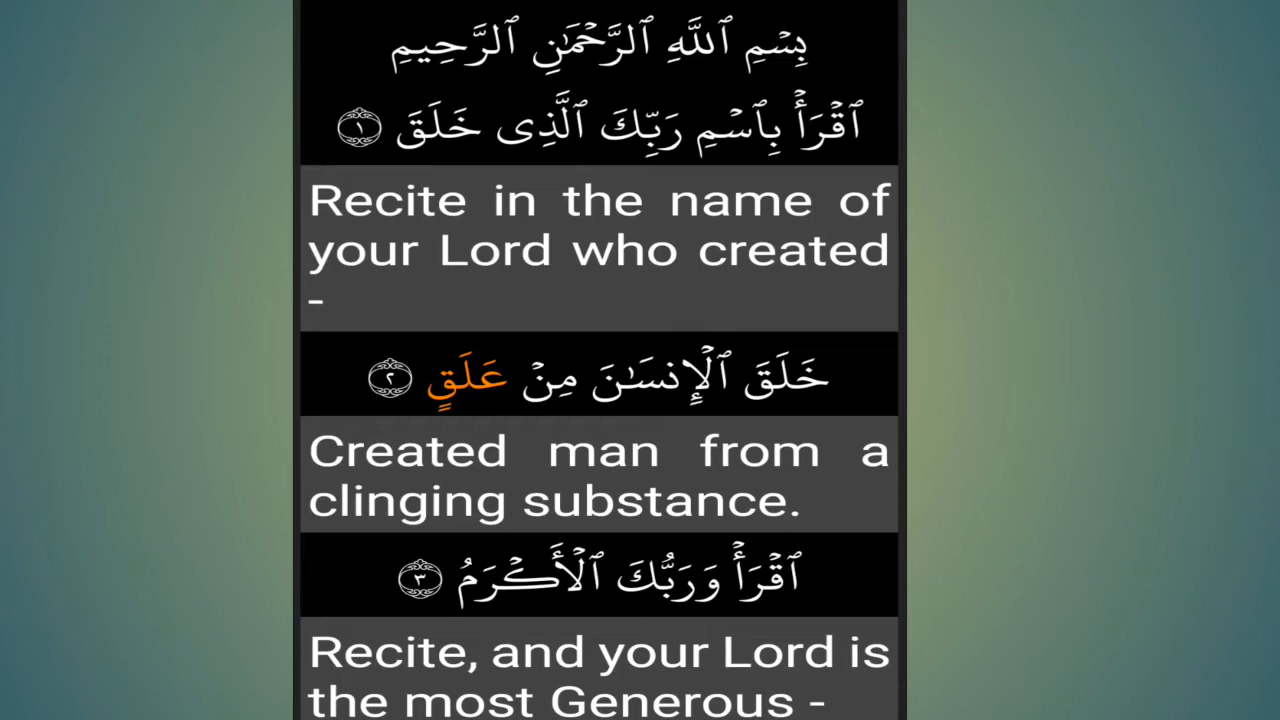 بِسْمِ ٱللَّهِ ٱلرَّحْمَٰنِ ٱلرَّحِيمِ
ٱقْرَأْ بِٱسْمِ رَبِّكَ ٱلَّذِى خَلَقَ ١
Recite in the name of
your Lord who created
-
خَلَقَ ٱلْإِنسَٰنَ مِنْ عَلَقٍ ٢
Created man from a
clinging substance.
ٱقْرَأْ وَرَبُّكَ ٱلْأَكْرَمُ ٣
Recite, and your Lord is
the most Generous -